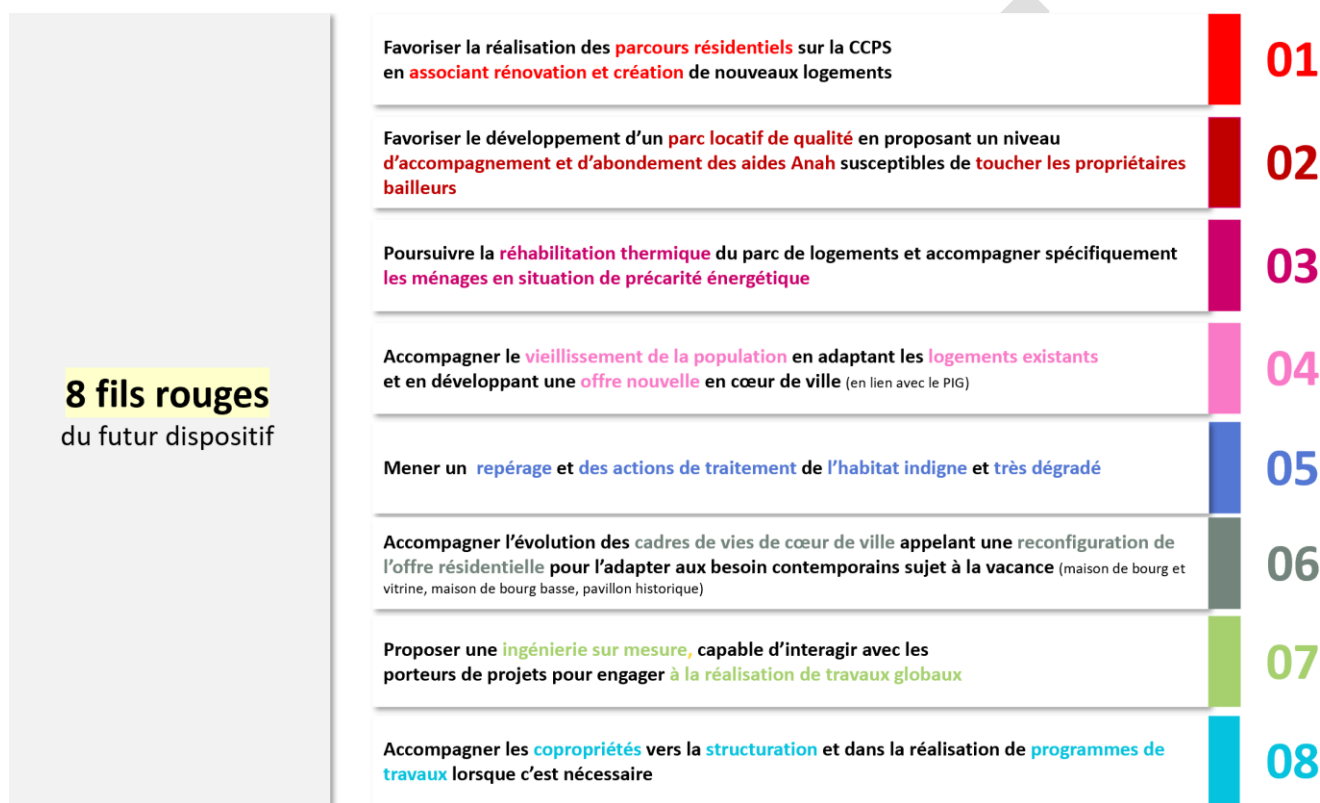 8 fils rouges
du futur dispositif
Favoriser la réalisation des parcours résidentiels sur la CCPS
en associant rénovation et création de nouveaux logements
01
Favoriser le développement d’un parc locatif de qualité en proposant un niveau
d’accompagnement et d’abondement des aides Anah susceptibles de toucher les propriétaires
bailleurs
02
Poursuivre la réhabilitation thermique du parc de logements et accompagner spécifiquement
les ménages en situation de précarité énergétique
03
Accompagner le vieillissement de la population en adaptant les logements existants
et en développant une offre nouvelle en cœur de ville (en lien avec le PIG)
04
Mener un repérage et des actions de traitement de l’habitat indigne et très dégradé
05
Accompagner l’évolution des cadres de vies de cœur de ville appelant une reconfiguration de
l’offre résidentielle pour l’adapter aux besoin contemporains sujet à la vacance (maison de bourg et
vitrine, maison de bourg basse, pavillon historique)
06
Proposer une ingénierie sur mesure, capable d’interagir avec les
porteurs de projets pour engager à la réalisation de travaux globaux
07
Accompagner les copropriétés vers la structuration et dans la réalisation de programmes de
travaux lorsque c’est nécessaire
08